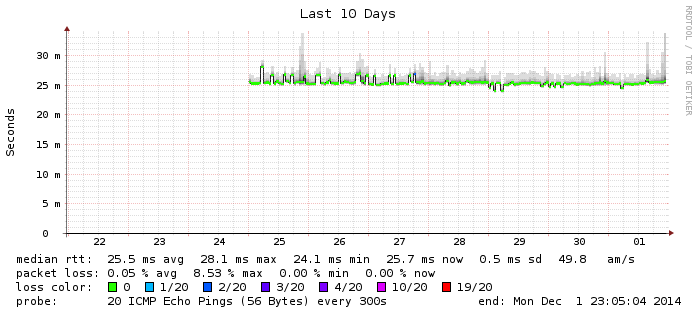 Last 10 Days
RRDTOOL / TOBI OETIKER
Seconds
30 m
25 m
20 m
15 m
10 m
5 m
0
22 23 24 25 26 27 28 29 30 01
median rtt: 25.5 ms avg 28.1 ms max 24.1 ms min 25.7 ms now 0.5 ms sd 49.8 am/s
packet loss: 0.05 % avg 8.53 % max 0.00 % min 0.00 % now
loss color: 0 1/20 2/20 3/20 4/20 10/20 19/20
probe: 20 ICMP Echo Pings (56 Bytes) every 300s end: Mon Dec 1 23:05:04 2014